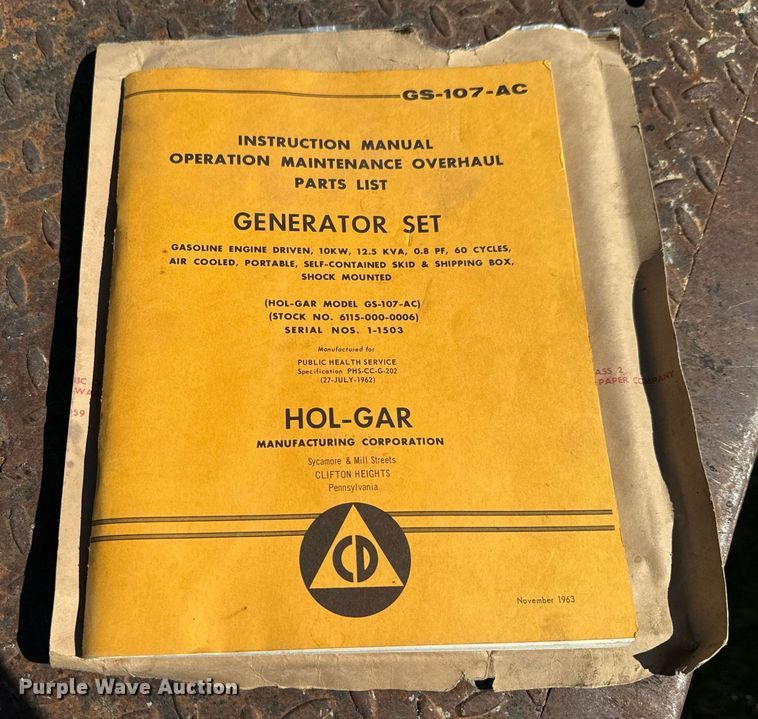 GS-107-AC
INSTRUCTION MANUAL
OPERATION MAINTENANCE OVERHAUL
PARTS LIST
GENERATOR SET
GASOLINE ENGINE DRIVEN, 10KW, 12.5 KVA, 0.8 PF, 60 CYCLES,
AIR COOLED, PORTABLE, SELF-CONTAINED SKID & SHIPPING BOX,
SHOCK MOUNTED
(HOL-GAR MODEL GS-107-AC)
(STOCK NO. 6115-000-0006)
SERIAL NOS. 1-1503
Manufactured for
PUBLIC HEALTH SERVICE
Specification PHS-CC-G-202
(27-JULY-1962)
HOL-GAR
MANUFACTURING CORPORATION
Sycamore & Mill Streets
CLIFTON HEIGHTS
Pennsylvania
CD
November 1963
ASS 2
PAPER COMPANY
59
Purple Wave Auction